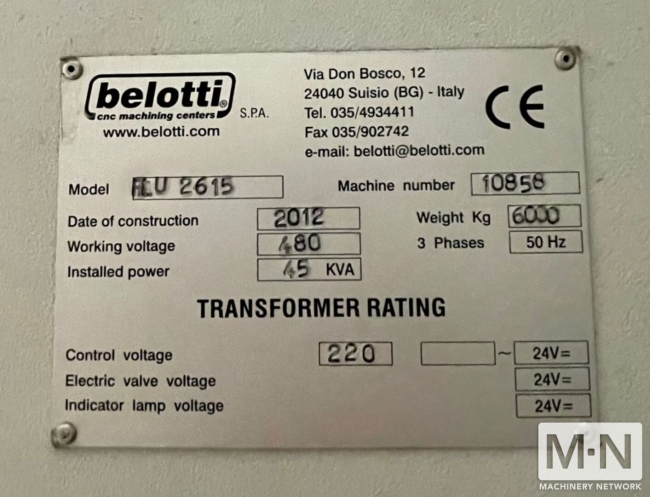 belotti® S.P.A.
cnc machining centers
www.belotti.com
Via Don Bosco, 12
24040 Suisio (BG) - Italy
Tel. 035/4934411
Fax 035/902742
e-mail: belotti@belotti.com
CE
Model FLU 2615 Machine number 10858
Date of construction 2012 Weight Kg 6000
Working voltage 480 3 Phases 50 Hz
Installed power 45 KVA
TRANSFORMER RATING
Control voltage 220 ~ 24V=
Electric valve voltage 24V=
Indicator lamp voltage 24V=
M·N
MACHINERY NETWORK